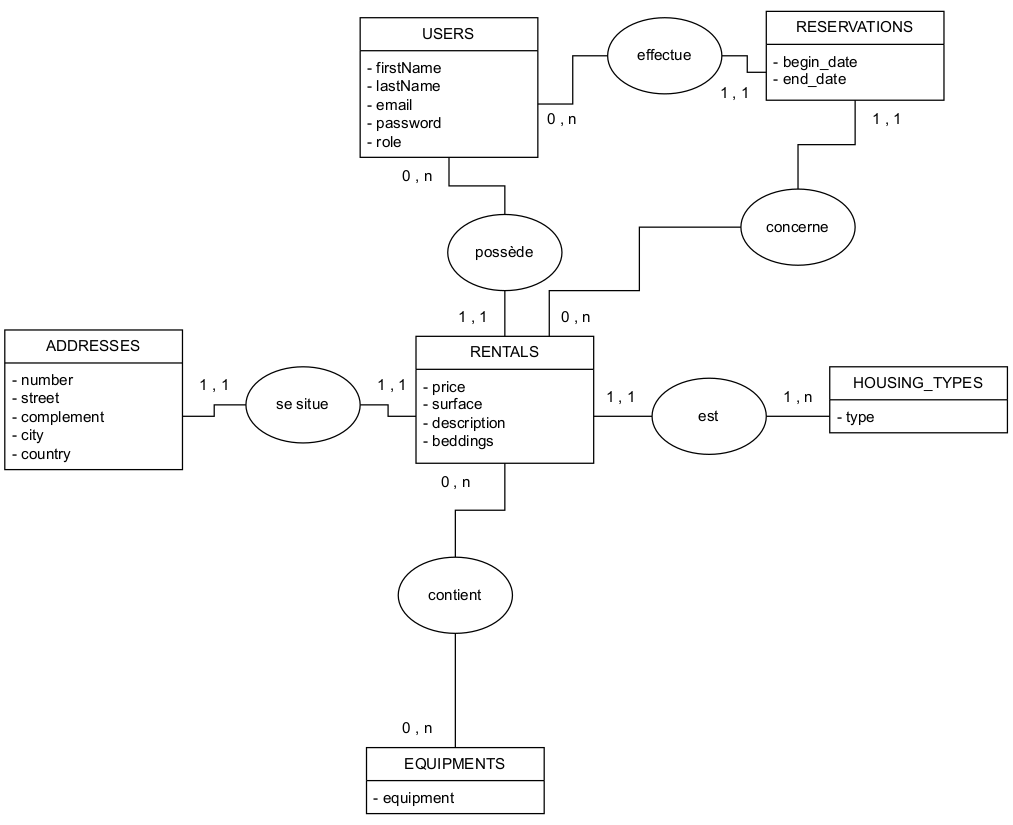 USERS
- firstName
- lastName
- email
- password
- role
0 , n
0 , n
effectue
1 , 1
RESERVATIONS
- begin_date
- end_date
1 , 1
concerne
possède
1 , 1
0 , n
ADDRESSES
- number
- street
- complement
- city
- country
1 , 1
se situe
1 , 1
RENTALS
- price
- surface
- description
- beddings
1 , 1
est
1 , n
HOUSING_TYPES
- type
0 , n
contient
0 , n
EQUIPMENTS
- equipment